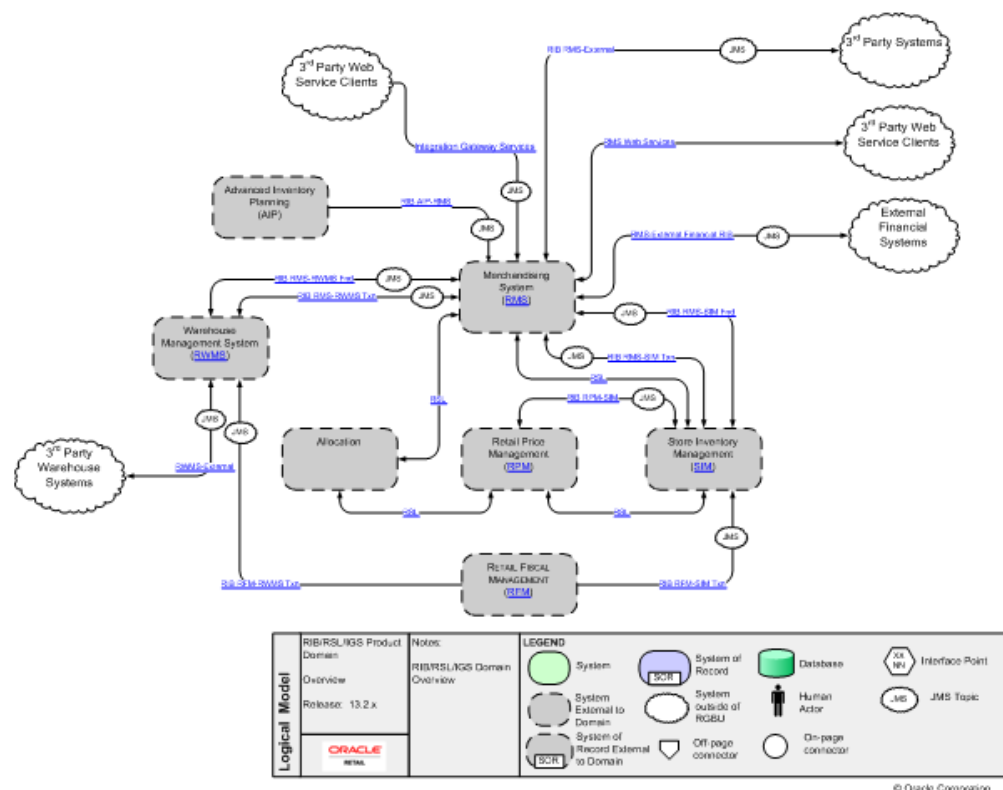 RIB RMS-External
JMS
3rd Party Systems
3rd Party Web
Service Clients
3rd Party Web
Service Clients
RMS Web Services
Integration Gateway Services
JMS
Advanced Inventory
Planning
(AIP)
RIB AIP-RMS
JMS
External
Financial
Systems
RMS-External Financial RIB
JMS
Merchandising
System
(RMS)
RIB RMS-RWMS Fnd
JMS
RIB RMS-RWMS Txn
JMS
JMS
RIB RMS-SIM Fnd
Warehouse
Management System
(RWMS)
JMS
RIB RMS-SIM Txn
RSL
RSL
RIB RPM-SIM
JMS
JMS
JMS
3rd Party
Warehouse
Systems
RWMS-External
Allocation
Retail Price
Management
(RPM)
Store Inventory
Management
(SIM)
RSL
RSL
JMS
RIB RFM-RWMS Txn
RETAIL FISCAL
MANAGEMENT
(RFM)
RIB RFM-SIM Txn
Logical Model
RIB/RSL/IGS Product
Domain
Overview
Release: 13.2.x
ORACLE
RETAIL
Notes:
RIB/RSL/IGS Domain
Overview
LEGEND
System
System of
Record
SOR
Database
XX
NN
Interface Point
System
External to
Domain
System
outside of
RGBU
Human
Actor
JMS
JMS Topic
System of
Record External
to Domain
SOR
Off-page
connector
On-page
connector
© Oracle Corporation